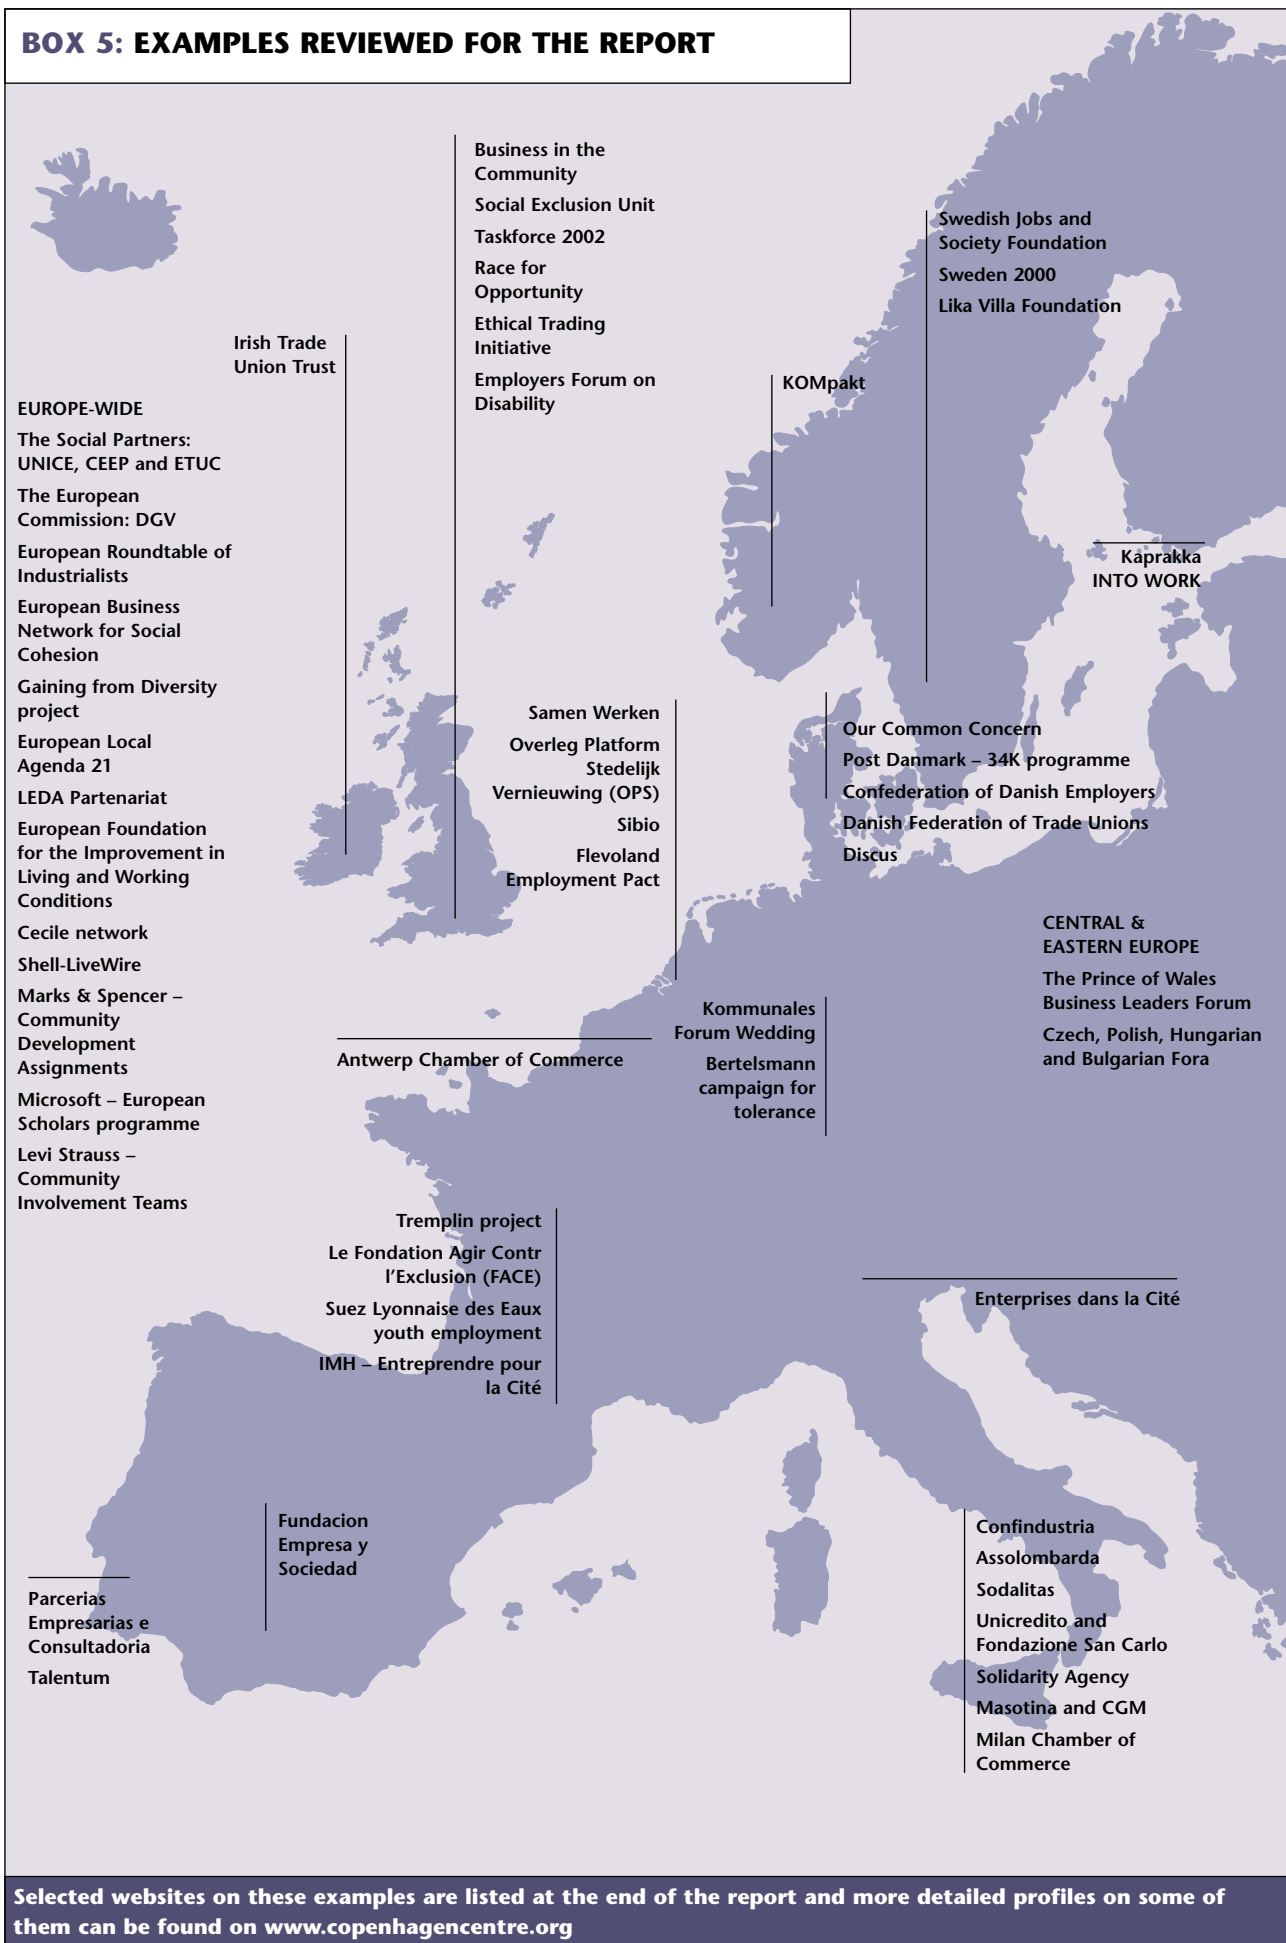 BOX 5: EXAMPLES REVIEWED FOR THE REPORT
Business in the
Community
Social Exclusion Unit
Taskforce 2002
Race for
Opportunity
Ethical Trading
Initiative
Employers Forum on
Disability
Swedish Jobs and
Society Foundation
Sweden 2000
Lika Villa Foundation
Irish Trade
Union Trust
KOMpakt
EUROPE-WIDE
The Social Partners:
UNICE, CEEP and ETUC
The European
Commission: DGV
European Roundtable of
Industrialists
European Business
Network for Social
Cohesion
Gaining from Diversity
project
European Local
Agenda 21
LEDA Partenariat
European Foundation
for the Improvement in
Living and Working
Conditions
Cecile network
Shell-LiveWire
Marks & Spencer –
Community
Development
Assignments
Microsoft – European
Scholars programme
Levi Strauss –
Community
Involvement Teams
Kaprakka
INTO WORK
Samen Werken
Overleg Platform
Stedelijk
Vernieuwing (OPS)
Sibio
Flevoland
Employment Pact
Our Common Concern
Post Danmark – 34K programme
Confederation of Danish Employers
Danish Federation of Trade Unions
Discus
CENTRAL &
EASTERN EUROPE
The Prince of Wales
Business Leaders Forum
Czech, Polish, Hungarian
and Bulgarian Fora
Kommunales
Forum Wedding
Bertelsmann
campaign for
tolerance
Antwerp Chamber of Commerce
Tremplin project
Le Fondation Agir Contr
l'Exclusion (FACE)
Suez Lyonnaise des Eaux
youth employment
IMH – Entreprendre pour
la Cité
Enterprises dans la Cité
Fundacion
Empresa y
Sociedad
Parcerias
Empresarias e
Consultadoria
Talentum
Confindustria
Assolombarda
Sodalitas
Unicredito and
Fondazione San Carlo
Solidarity Agency
Masotina and CGM
Milan Chamber of
Commerce
Selected websites on these examples are listed at the end of the report and more detailed profiles on some of
them can be found on www.copenhagencentre.org